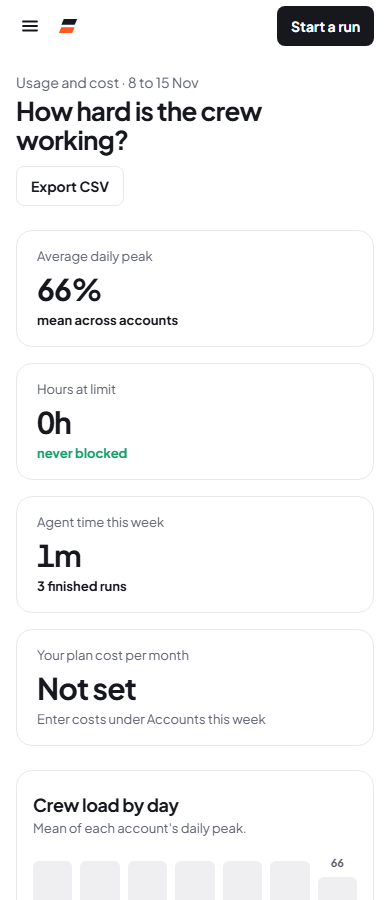 Start a run
Usage and cost · 8 to 15 Nov
How hard is the crew
working?
Export CSV
Average daily peak
66%
mean across accounts
Hours at limit
0h
never blocked
Agent time this week
1m
3 finished runs
Your plan cost per month
Not set
Enter costs under Accounts this week
Crew load by day
Mean of each account's daily peak.
66